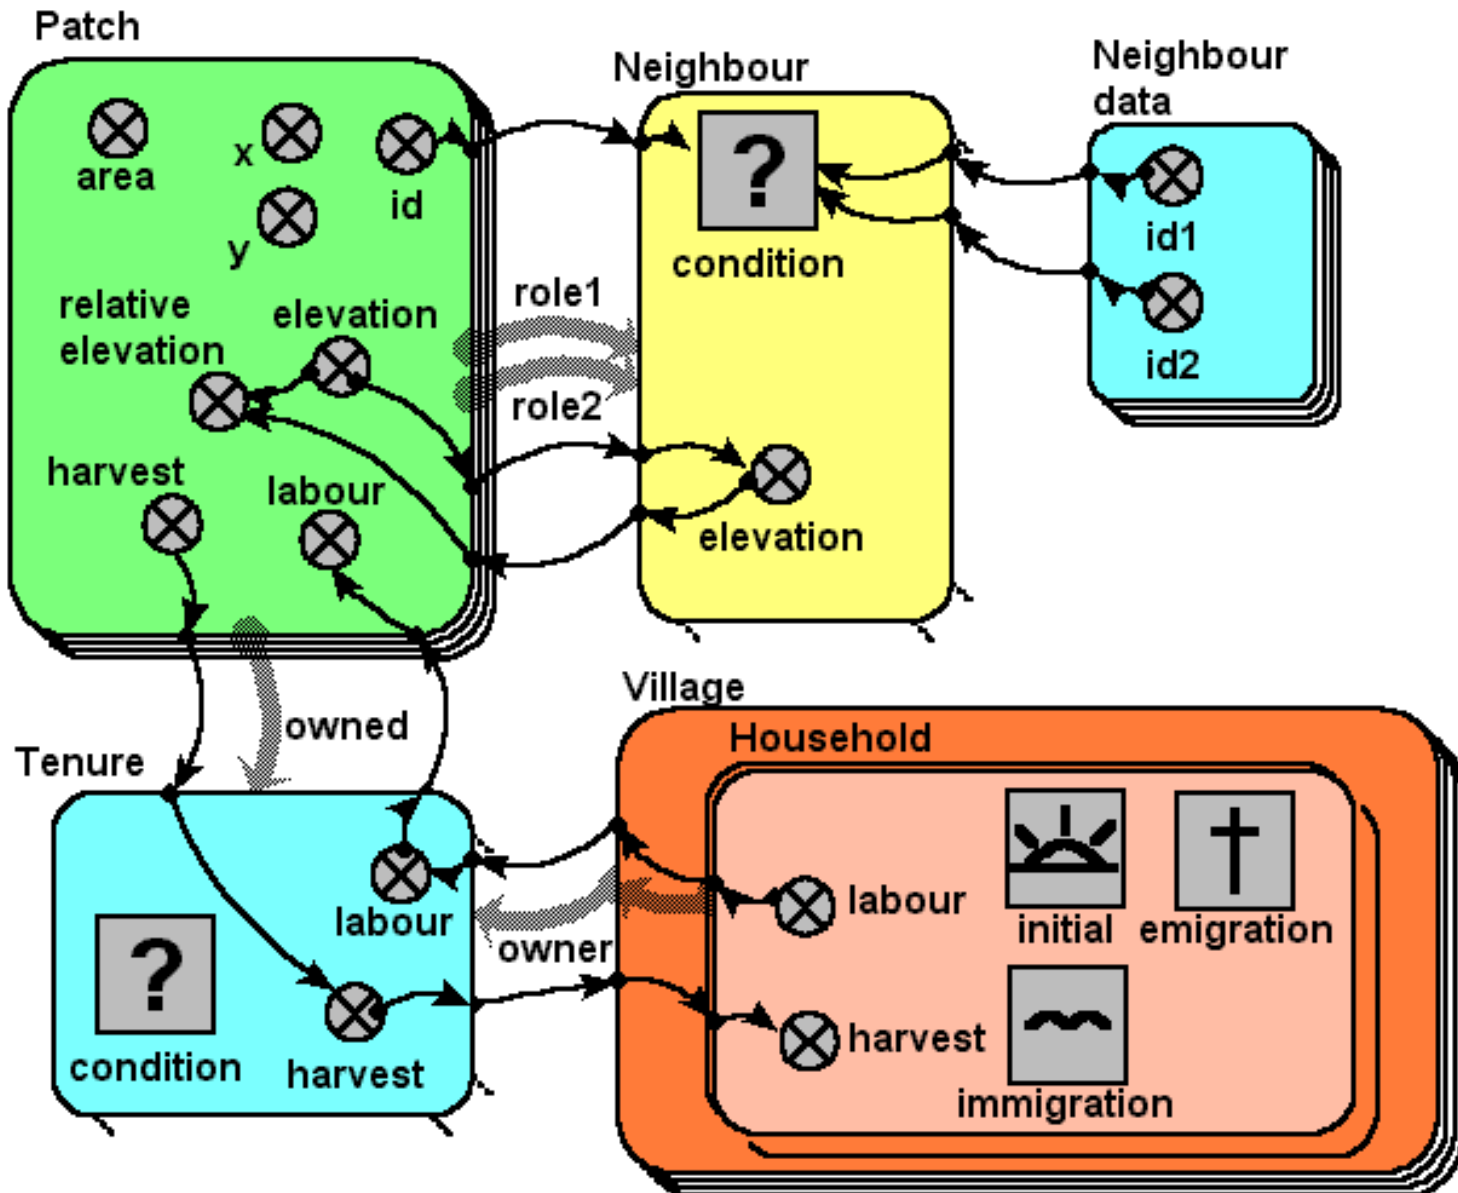 Patch
area
x
y
id
relative
elevation
elevation
harvest
labour
role1
role2
Neighbour
?
condition
elevation
Neighbour
data
id1
id2
owned
Tenure
labour
?
condition
harvest
owner
Village
Household
labour
harvest
initial
emigration
immigration